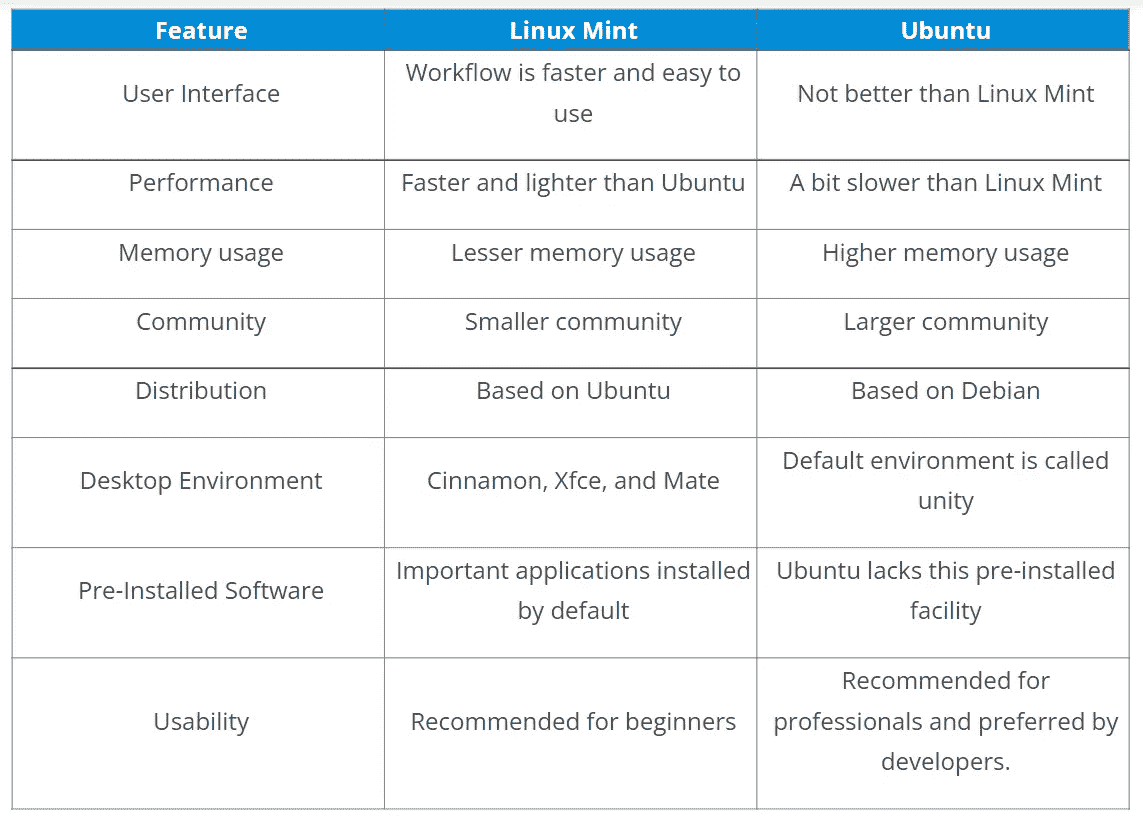 Feature Linux Mint Ubuntu
User Interface
Workflow is faster and easy to
use
Not better than Linux Mint
Performance Faster and lighter than Ubuntu A bit slower than Linux Mint
Memory usage Lesser memory usage Higher memory usage
Community Smaller community Larger community
Distribution Based on Ubuntu Based on Debian
Desktop Environment Cinnamon, Xfce, and Mate
Default environment is called
unity
Pre-Installed Software
Important applications installed
by default
Ubuntu lacks this pre-installed
facility
Usability Recommended for beginners
Recommended for
professionals and preferred by
developers.